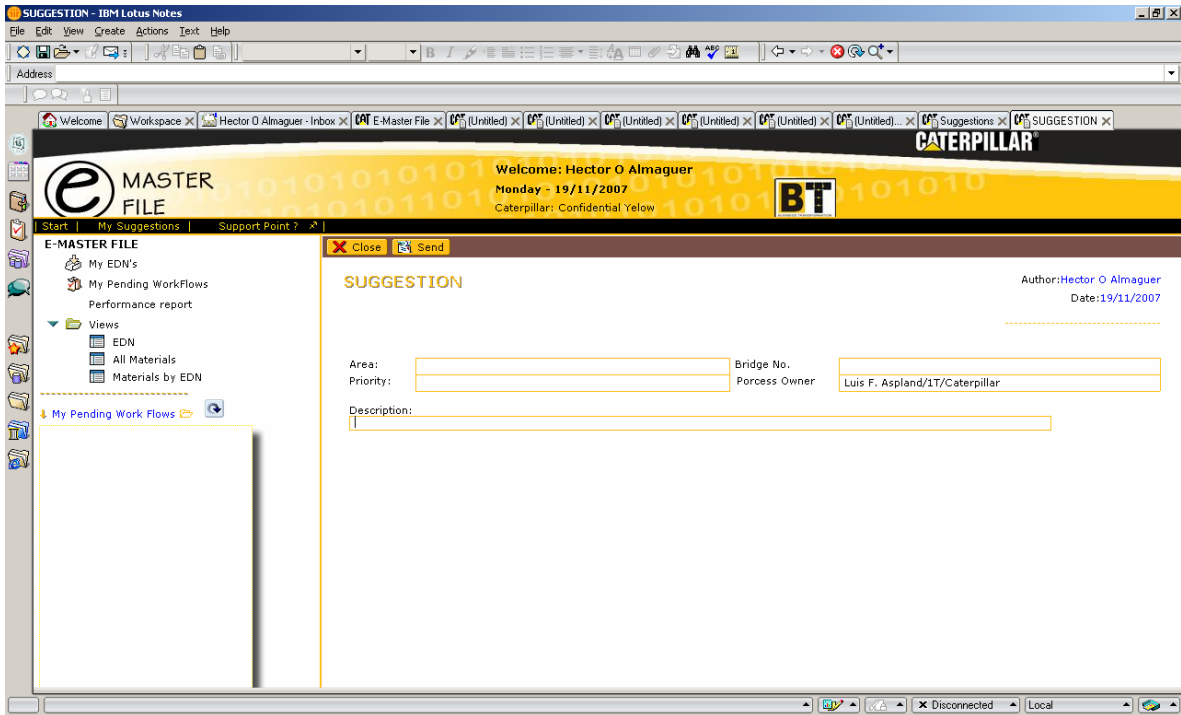 SUGGESTION - IBM Lotus Notes
File Edit View Create Actions Text Help
Address
Welcome Workspace Hector O Almaguer - Inbox E-Master File (Untitled) (Untitled) (Untitled) (Untitled) (Untitled) (Untitled)... Suggestions SUGGESTION
CATERPILLAR®
e MASTER FILE
Welcome: Hector O Almaguer
Monday - 19/11/2007
Caterpillar: Confidential Yelow
BT
Start | My Suggestions | Support Point ? |
E-MASTER FILE
My EDN's
My Pending WorkFlows
Performance report
Views
EDN
All Materials
Materials by EDN
My Pending Work Flows
Close Send
SUGGESTION
Author:Hector O Almaguer
Date:19/11/2007
Area: Bridge No.
Priority: Porcess Owner Luis F. Aspland/1T/Caterpillar
Description:
Disconnected Local